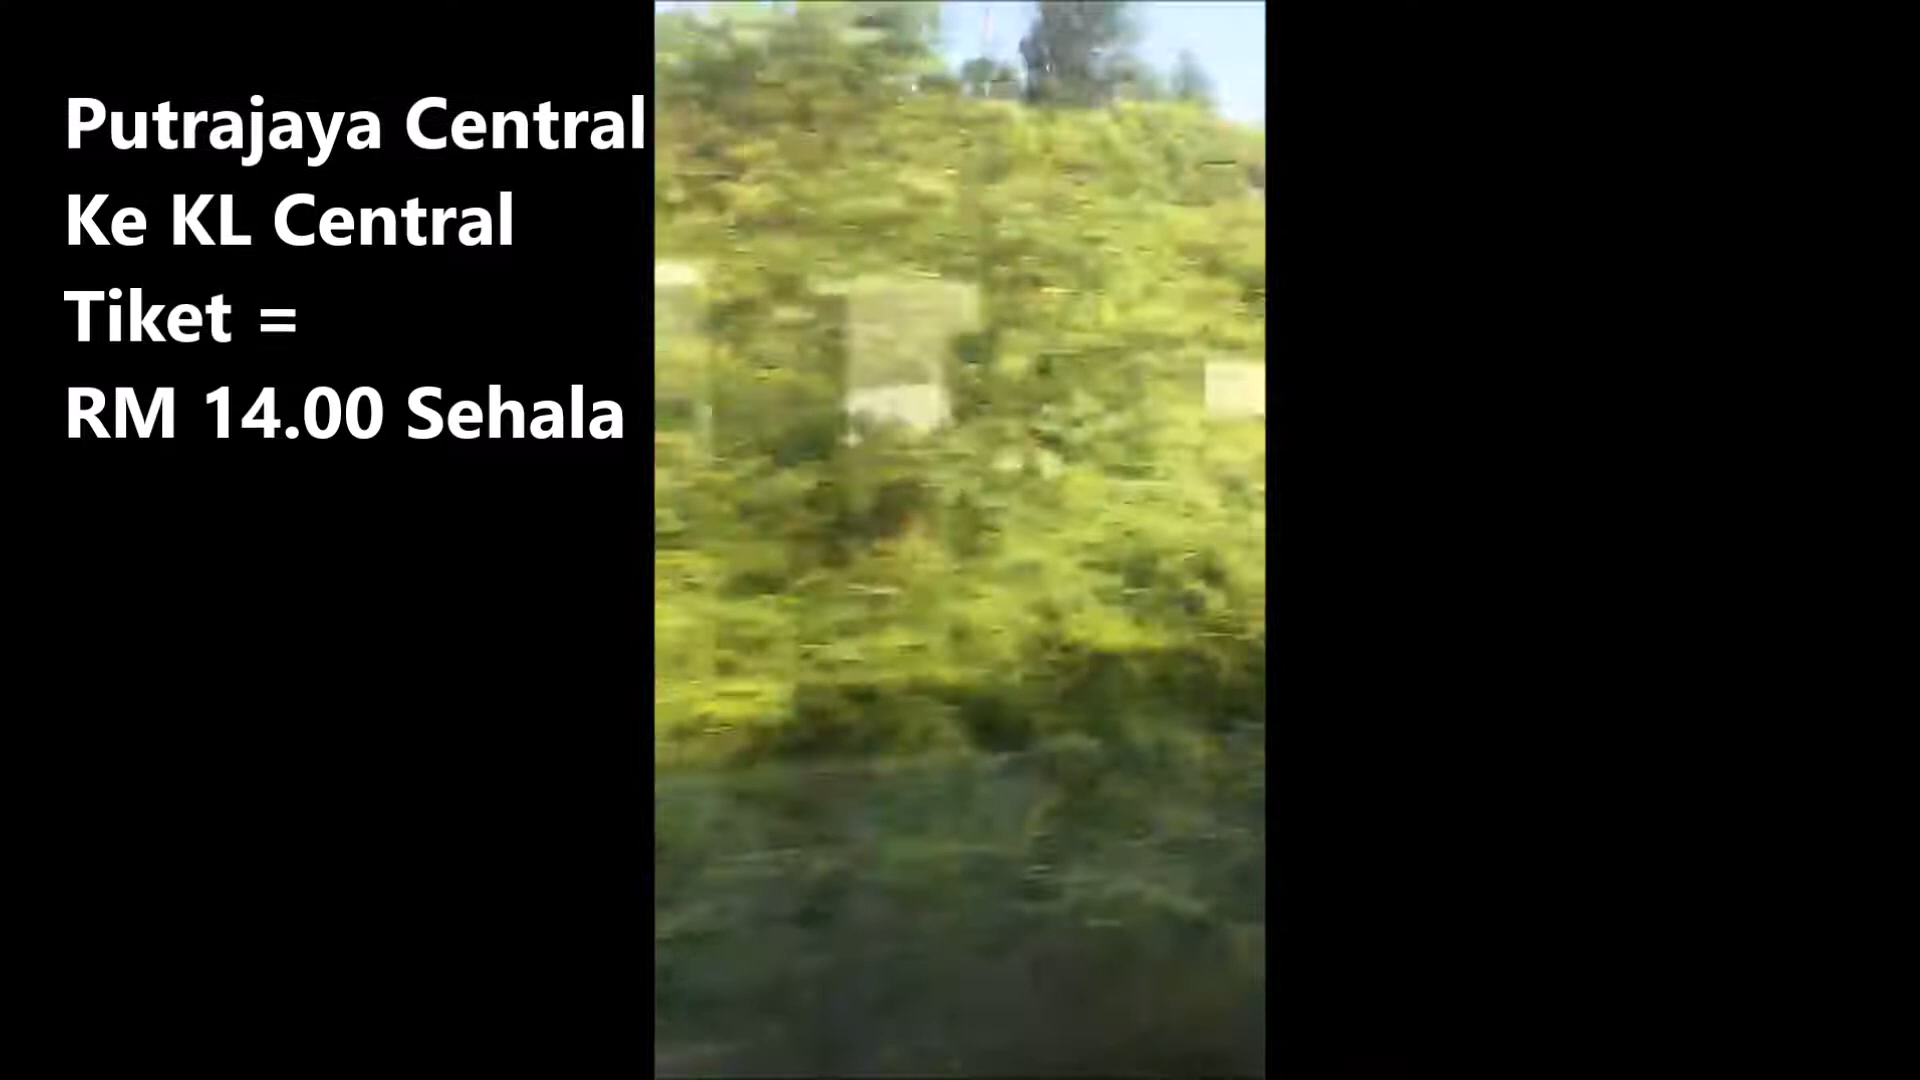 Putrajaya Central
Ke KL Central
Tiket =
RM 14.00 Sehala